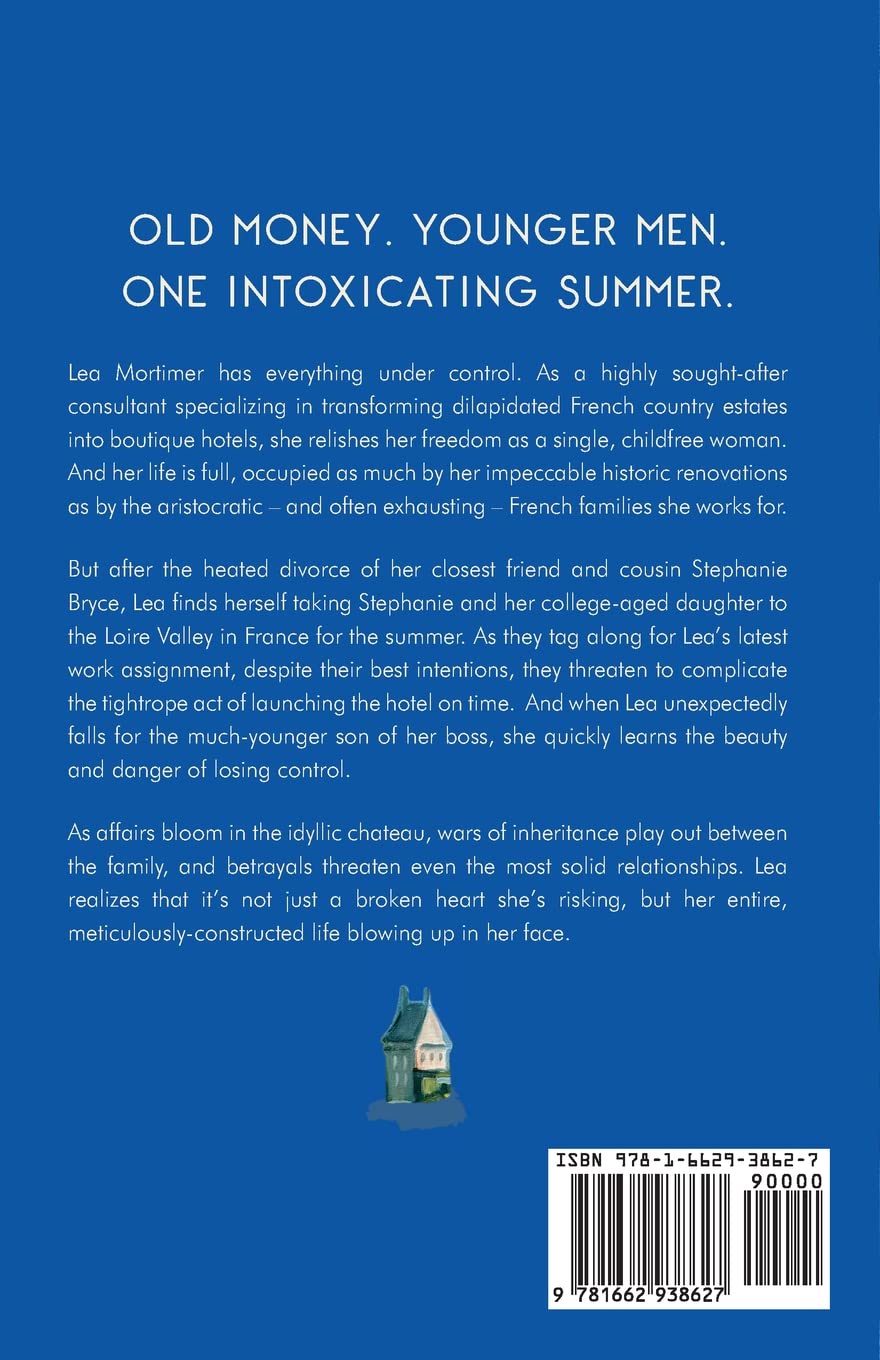 OLD MONEY. YOUNGER MEN.
ONE INTOXICATING SUMMER.
Lea Mortimer has everything under control. As a highly sought-after
consultant specializing in transforming dilapidated French country estates
into boutique hotels, she relishes her freedom as a single, childfree woman.
And her life is full, occupied as much by her impeccable historic renovations
as by the aristocratic – and often exhausting – French families she works for.
But after the heated divorce of her closest friend and cousin Stephanie
Bryce, Lea finds herself taking Stephanie and her college-aged daughter to
the Loire Valley in France for the summer. As they tag along for Lea’s latest
work assignment, despite their best intentions, they threaten to complicate
the tightrope act of launching the hotel on time. And when Lea unexpectedly
falls for the much-younger son of her boss, she quickly learns the beauty
and danger of losing control.
As affairs bloom in the idyllic chateau, wars of inheritance play out between
the family, and betrayals threaten even the most solid relationships. Lea
realizes that it’s not just a broken heart she’s risking, but her entire,
meticulously-constructed life blowing up in her face.
ISBN 978-1-6629-3862-7
90000
9 781662 938627